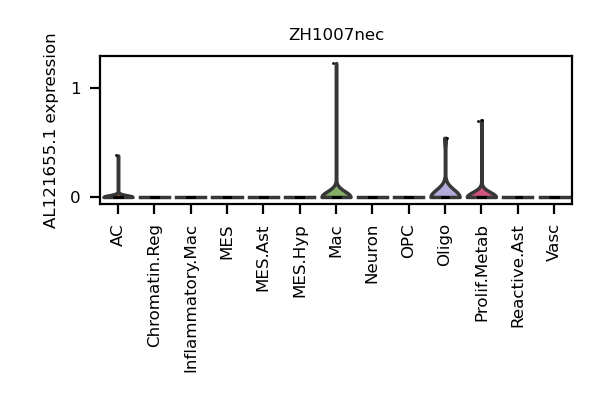 ZH1007nec
AL121655.1 expression
1
0
AC
Chromatin.Reg
Inflammatory.Mac
MES
MES.Ast
MES.Hyp
Mac
Neuron
OPC
Oligo
Prolif.Metab
Reactive.Ast
Vasc